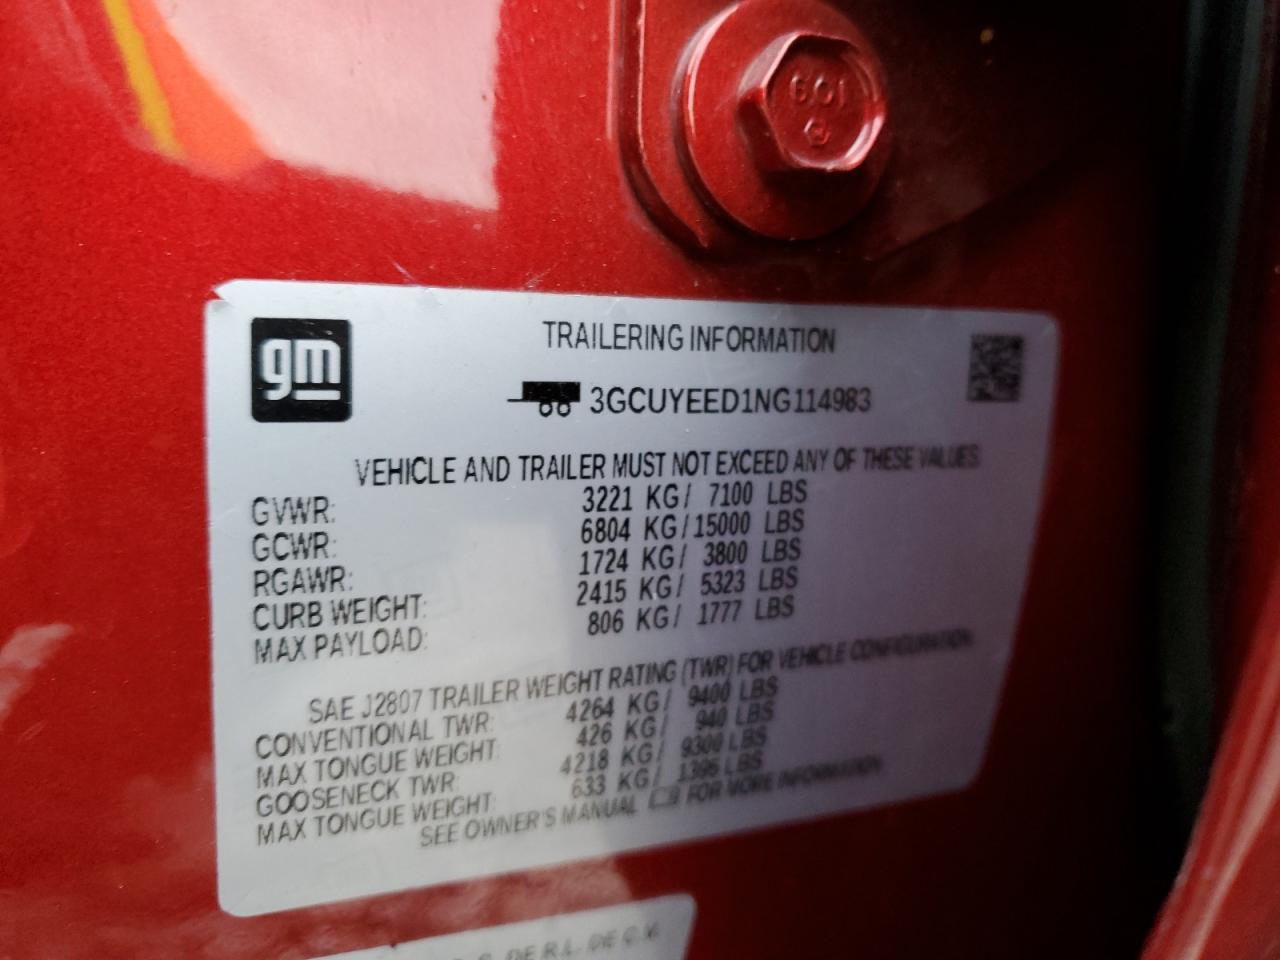 601
gm
TRAILERING INFORMATION
3GCUYEED1NG114983
VEHICLE AND TRAILER MUST NOT EXCEED ANY OF THESE VALUES
GVWR: 3221 KG/ 7100 LBS
GCWR: 6804 KG/15000 LBS
RGAWR: 1724 KG/ 3800 LBS
CURB WEIGHT: 2415 KG/ 5323 LBS
MAX PAYLOAD: 806 KG/ 1777 LBS
SAE J2807 TRAILER WEIGHT RATING (TWR) FOR VEHICLE CONFIGURATION.
CONVENTIONAL TWR: 4264 KG/ 9400 LBS
MAX TONGUE WEIGHT: 426 KG/ 940 LBS
GOOSENECK TWR: 4218 KG/ 9300 LBS
MAX TONGUE WEIGHT: 633 KG/ 1395 LBS
SEE OWNER'S MANUAL FOR MORE INFORMATION
DE R.L. DE C.V.